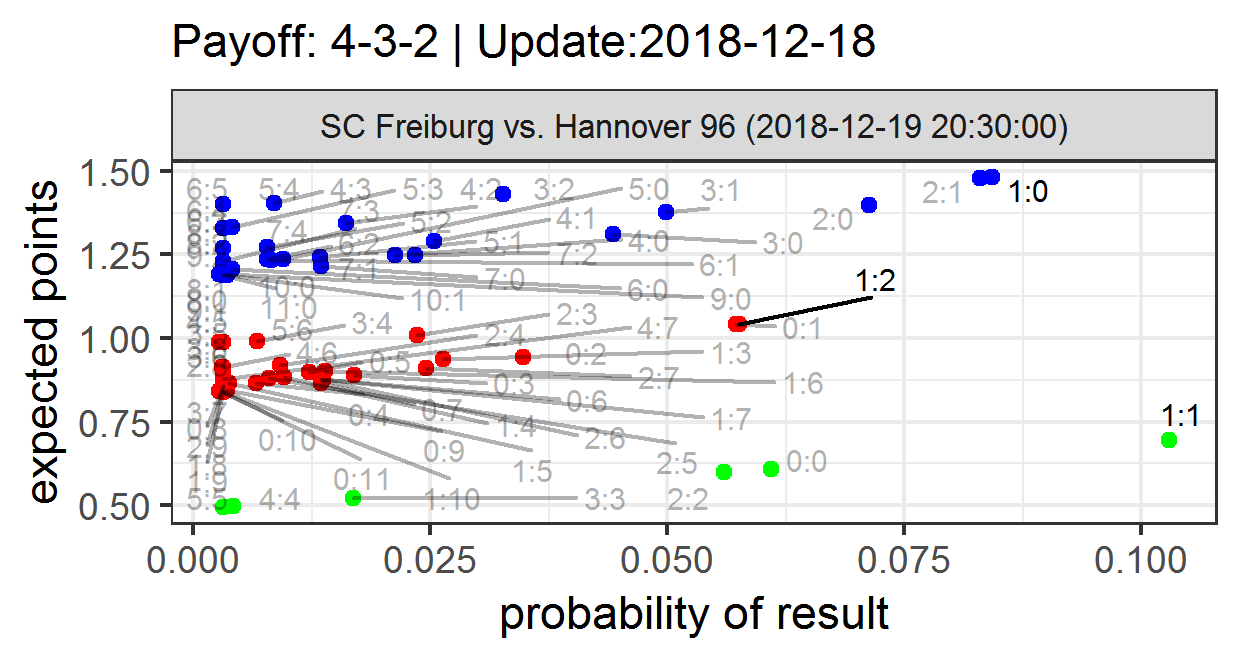 Payoff: 4-3-2 | Update:2018-12-18
SC Freiburg vs. Hannover 96 (2018-12-19 20:30:00)
expected points
1.50
1.25
1.00
0.75
0.50
6:5 5:4 4:3 5:3 4:2 3:2 5:0 3:1 2:1 1:0
7:3 5:2 4:1 2:0
7:4 6:2 5:1 7:2 4:0 3:0
7:1 7:0 6:1
10:0 6:0 9:0 1:2
11:0 10:1
5:6 3:4 2:3 4:7 0:1
2:4
4:6 0:5 0:2 1:3
0:3 2:7 1:6
0:4 0:7 0:6 1:7 1:1
1:4 2:6
0:10 0:9 2:5 0:0
0:11 1:5
1:9
5:5 4:4 1:10 3:3 2:2
0.000 0.025 0.050 0.075 0.100
probability of result